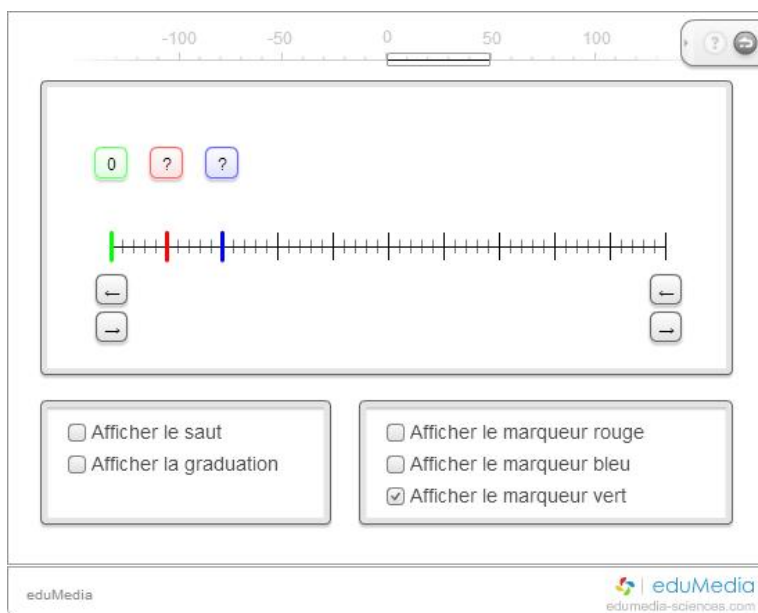 -100 -50 0 50 100 ?
0 ? ?
← ←
→ →
Afficher le saut
Afficher la graduation
Afficher le marqueur rouge
Afficher le marqueur bleu
Afficher le marqueur vert
eduMedia
eduMedia
edumedia-sciences.com